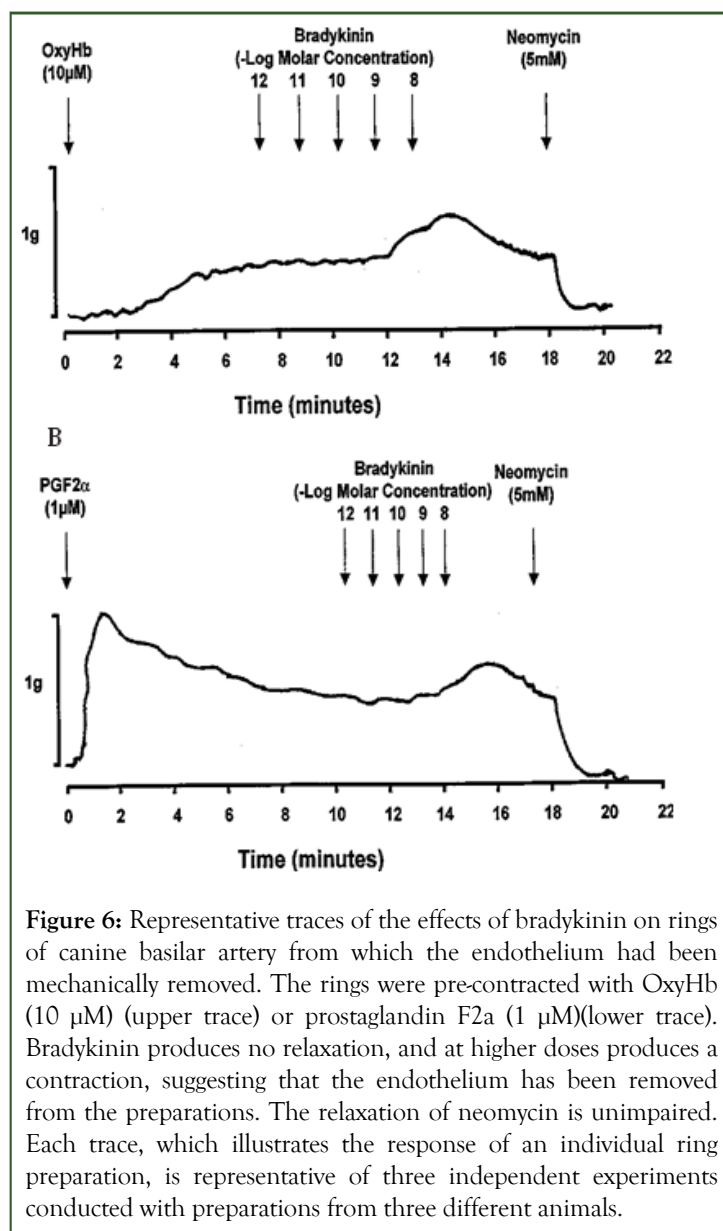 OxyHb
(10µM)
Bradykinin
(-Log Molar Concentration)
12 11 10 9 8
Neomycin
(5mM)
1g
0 2 4 6 8 10 12 14 16 18 20 22
Time (minutes)
B
PGF2α
(1µM)
Bradykinin
(-Log Molar Concentration)
12 11 10 9 8
Neomycin
(5mM)
1g
0 2 4 6 8 10 12 14 16 18 20 22
Time (minutes)
Figure 6: Representative traces of the effects of bradykinin on rings
of canine basilar artery from which the endothelium had been
mechanically removed. The rings were pre-contracted with OxyHb
(10 µM) (upper trace) or prostaglandin F2a (1 µM)(lower trace).
Bradykinin produces no relaxation, and at higher doses produces a
contraction, suggesting that the endothelium has been removed
from the preparations. The relaxation of neomycin is unimpaired.
Each trace, which illustrates the response of an individual ring
preparation, is representative of three independent experiments
conducted with preparations from three different animals.